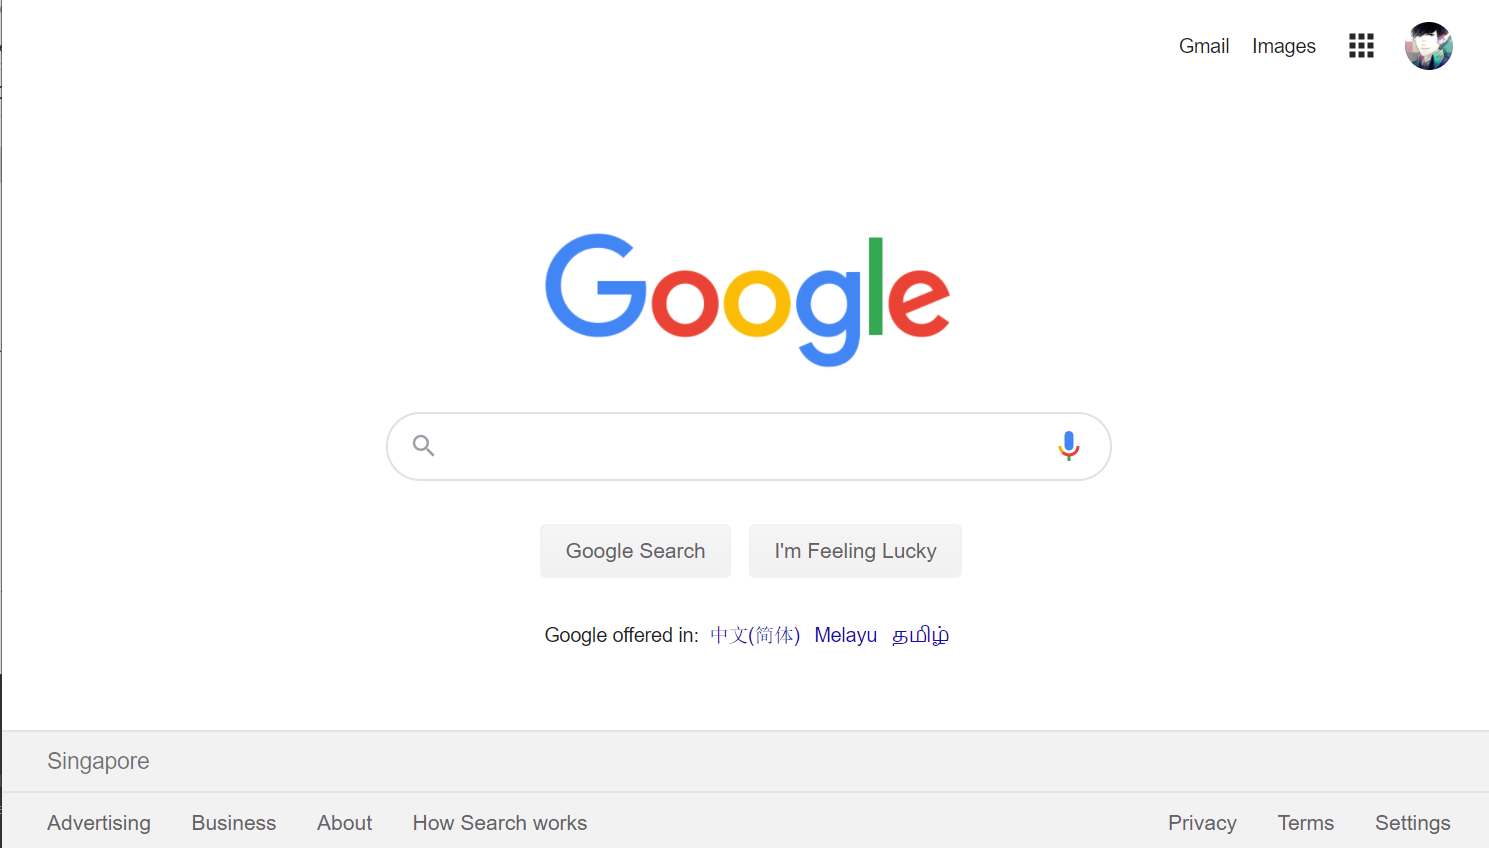 Gmail Images
Google
Google Search I'm Feeling Lucky
Google offered in: 中文(简体) Melayu தமிழ்
Singapore
Advertising Business About How Search works Privacy Terms Settings